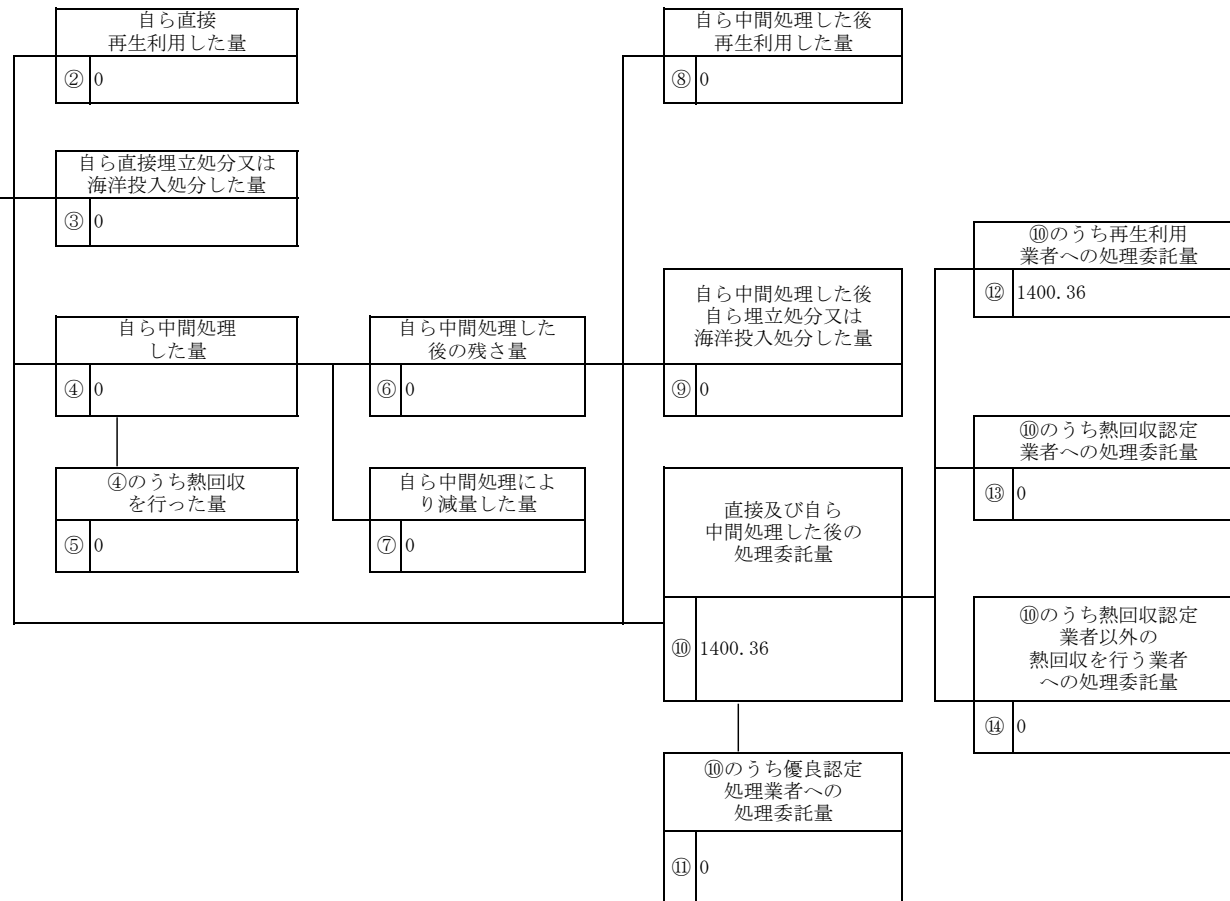 自ら直接
再生利用した量
② 0
自ら直接埋立処分又は
海洋投入処分した量
③ 0
自ら中間処理
した量
④ 0
④のうち熱回収
を行った量
⑤ 0
自ら中間処理した
後の残さ量
⑥ 0
自ら中間処理によ
り減量した量
⑦ 0
自ら中間処理した後
再生利用した量
⑧ 0
自ら中間処理した後
自ら埋立処分又は
海洋投入処分した量
⑨ 0
直接及び自ら
中間処理した後の
処理委託量
⑩ 1400.36
⑩のうち優良認定
処理業者への
処理委託量
⑪ 0
⑩のうち再生利用
業者への処理委託量
⑫ 1400.36
⑩のうち熱回収認定
業者への処理委託量
⑬ 0
⑩のうち熱回収認定
業者以外の
熱回収を行う業者
への処理委託量
⑭ 0